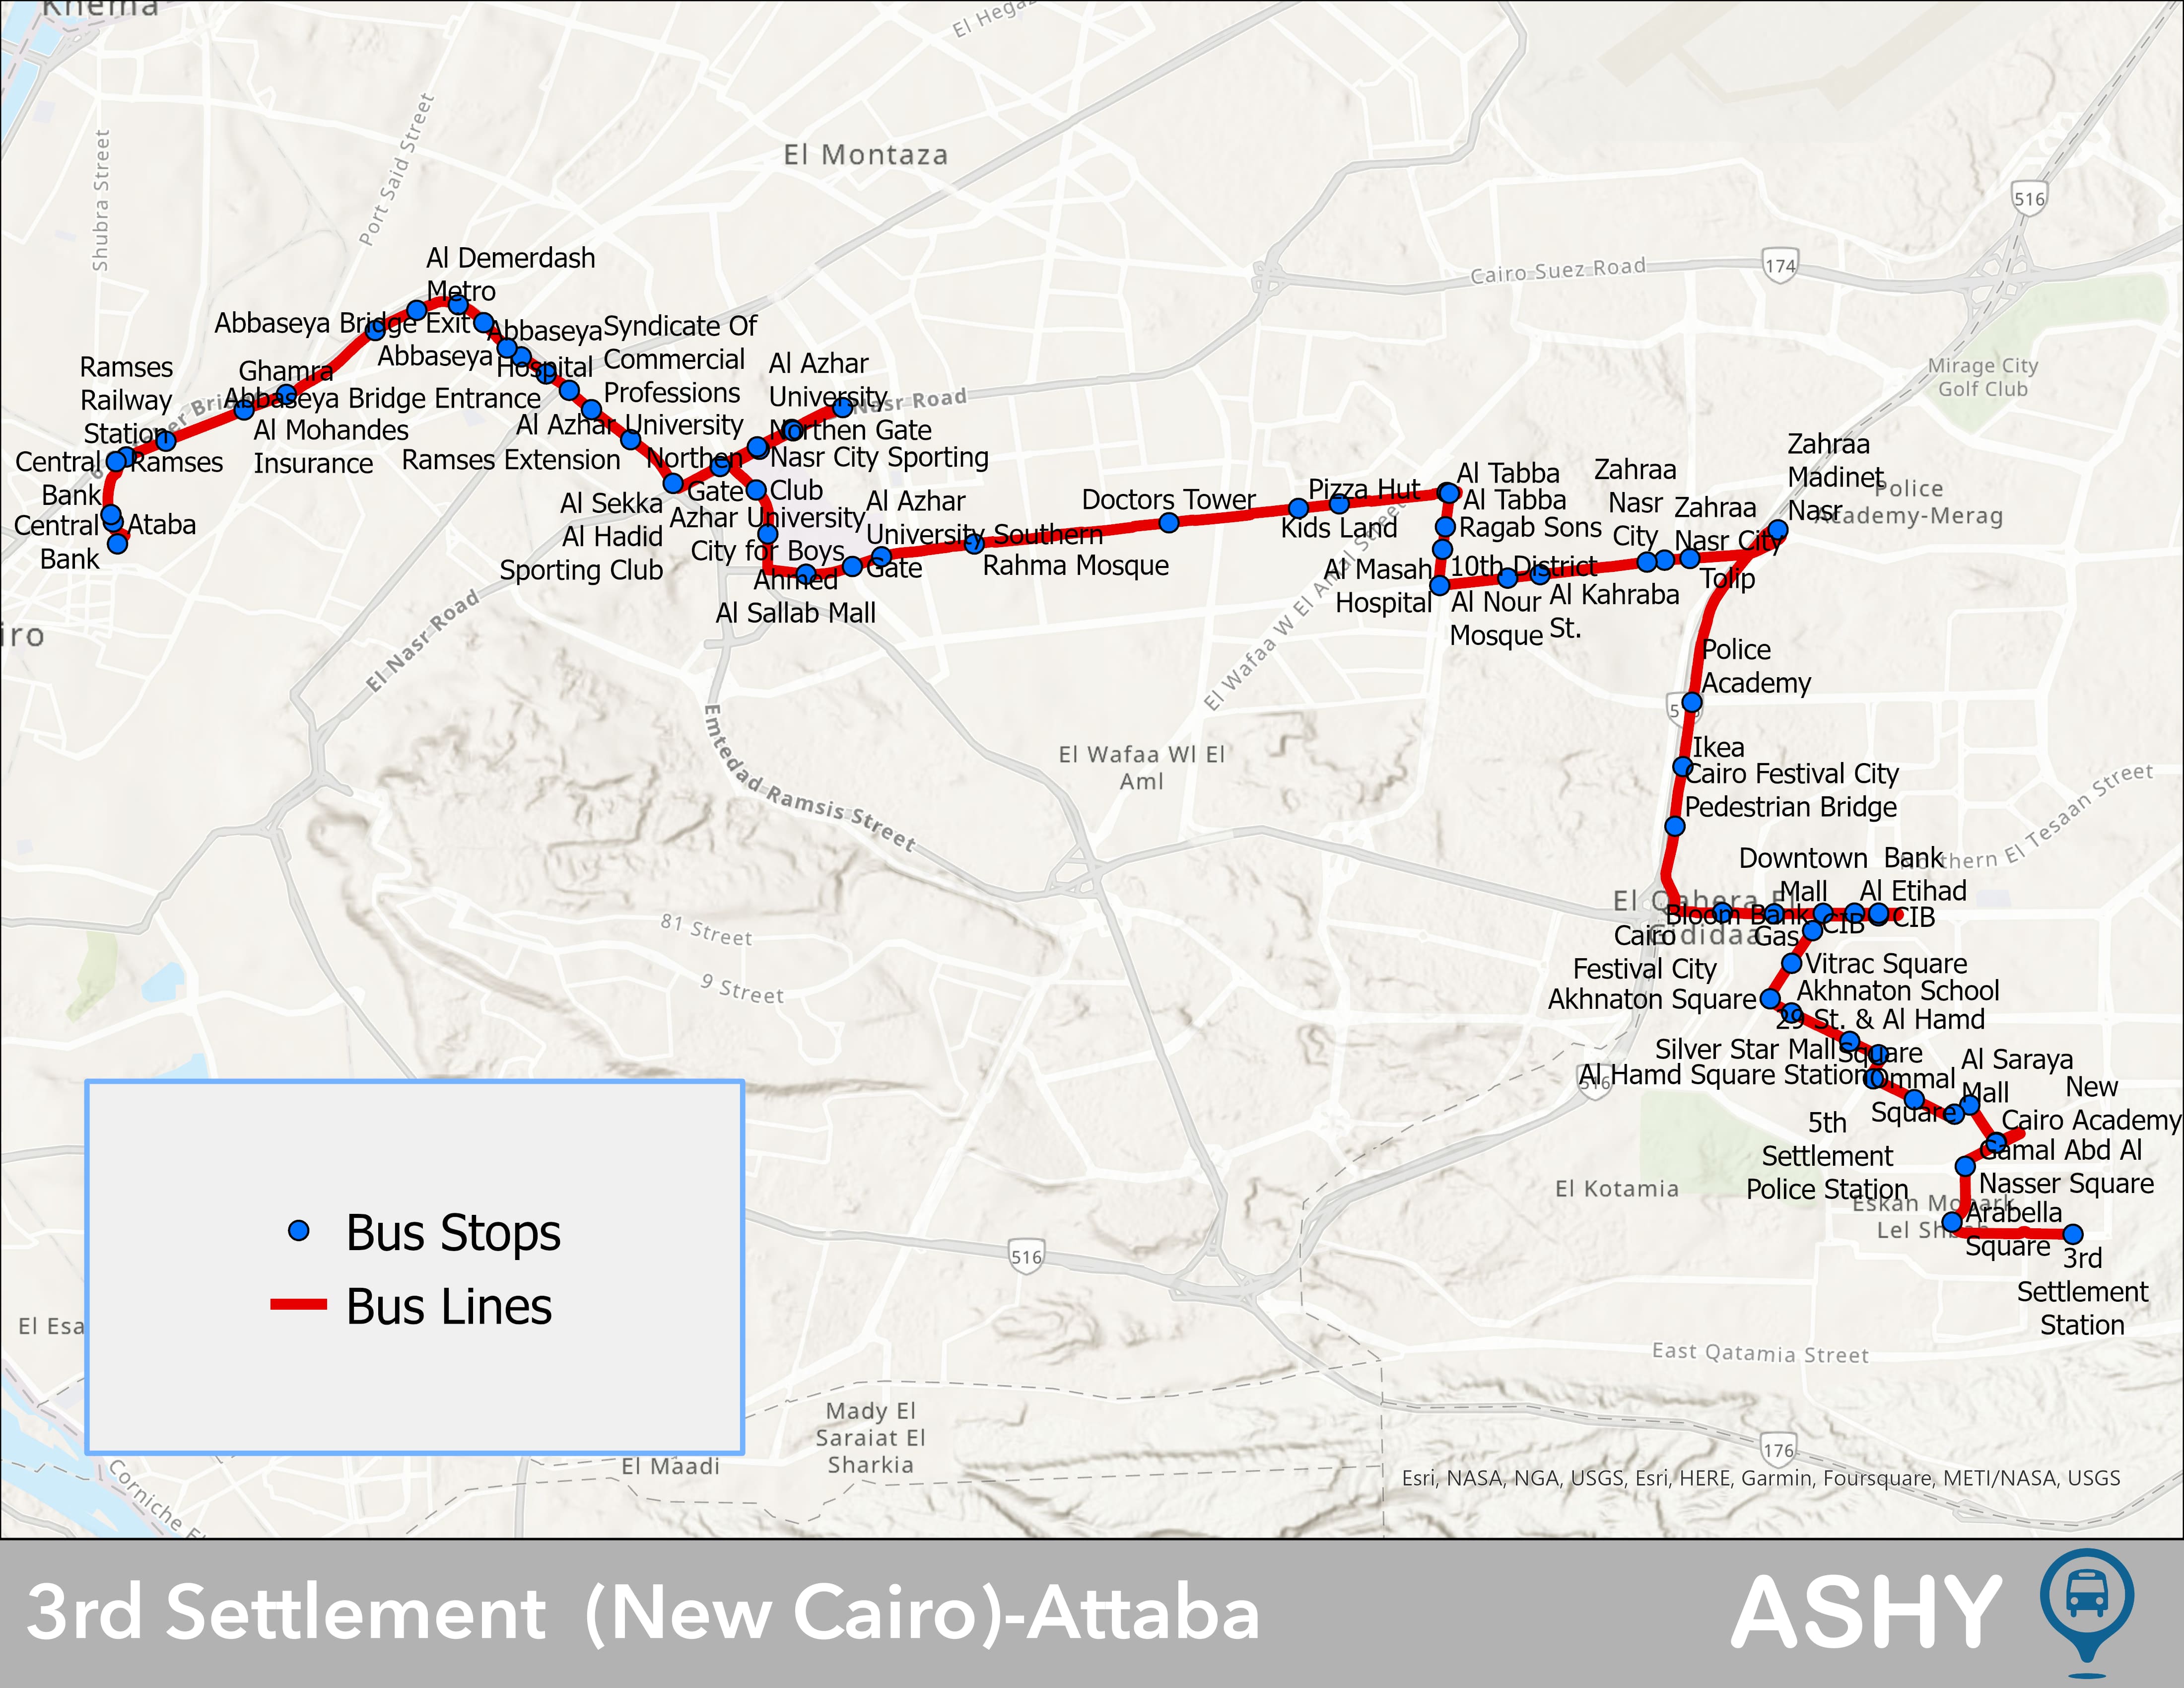 Khema
El Hegaz
Shubra Street
Port Said Street
El Montaza
516
Cairo Suez Road
174
Mirage City
Golf Club
Al Demerdash
Metro
Abbaseya Bridge Exit
Abbaseya
Hospital
Abbaseya
Syndicate Of
Commercial
Professions
Ramses
Railway
Station
Ghamra
Abbaseya Bridge Entrance
Al Mohandes
Insurance
Ramses
Central
Bank
Central
Bank
Ataba
Ramses Extension
Al Azhar University
Northen
Gate
Al Azhar
University
Northen Gate
Nasr Road
Nasr City Sporting
Club
Al Sekka
Al Hadid
Sporting Club
Azhar University
City for Boys
Al Azhar
University Southern
Gate
Ahmed
Al Sallab Mall
Rahma Mosque
Doctors Tower
Pizza Hut
Kids Land
Al Tabba
Al Tabba
Ragab Sons
10th District
Al Masah
Hospital
Al Nour
Mosque
Al Kahraba
St.
Zahraa
Nasr
City
Zahraa
Nasr City
Tolip
Zahraa
Madinet
Nasr
Police
Academy-Merag
iro
El Nasr Road
El Wafaa W El Amal Street
Emtedad Ramsis Street
El Wafaa Wl El
Aml
Police
Academy
Ikea
Cairo Festival City
Pedestrian Bridge
Northern El Tesaan Street
Downtown
Mall
Bank
Al Etihad
El Qahera E
Gididaa
Bloom Bank
CIB
CIB
Cairo
Festival City
Gas
Vitrac Square
Akhnaton Square
Akhnaton School
29 St. & Al Hamd
Square
Silver Star Mall
Al Hamd Square Station
516
Ommal
Square
Al Saraya
Mall
New
Cairo Academy
5th
Settlement
Police Station
Gamal Abd Al
Nasser Square
Eskan Mobark
Arabella
Square
3rd
Settlement
Station
81 Street
9 Street
El Kotamia
516
Bus Stops
Bus Lines
El Esa
East Qatamia Street
Mady El
Saraiat El
Sharkia
El Maadi
Corniche El
176
Esri, NASA, NGA, USGS, Esri, HERE, Garmin, Foursquare, METI/NASA, USGS
3rd Settlement (New Cairo)-Attaba
ASHY